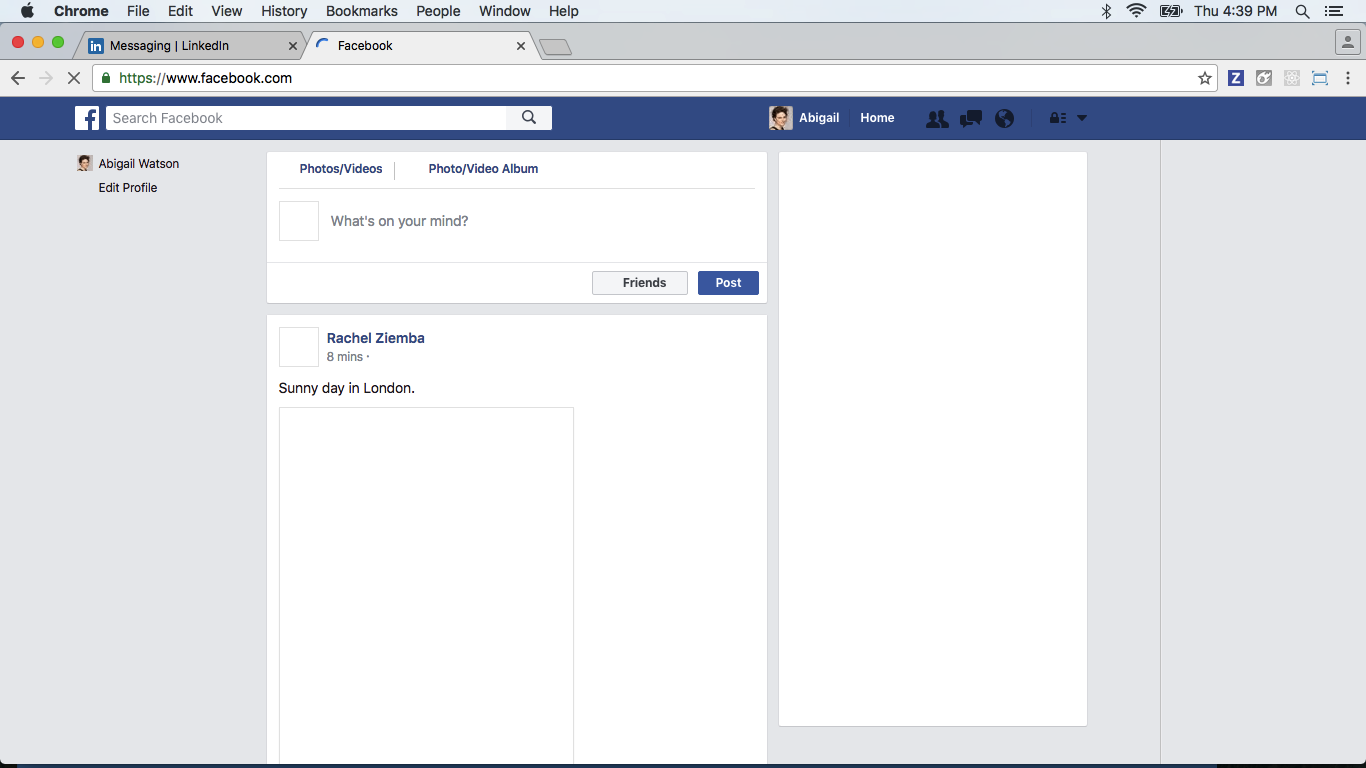 Chrome File Edit View History Bookmarks People Window Help Thu 4:39 PM
in Messaging | LinkedIn Facebook
https://www.facebook.com Z
f Search Facebook Abigail Home
Abigail Watson
Edit Profile
Photos/Videos Photo/Video Album
What's on your mind?
Friends Post
Rachel Ziemba
8 mins ·
Sunny day in London.